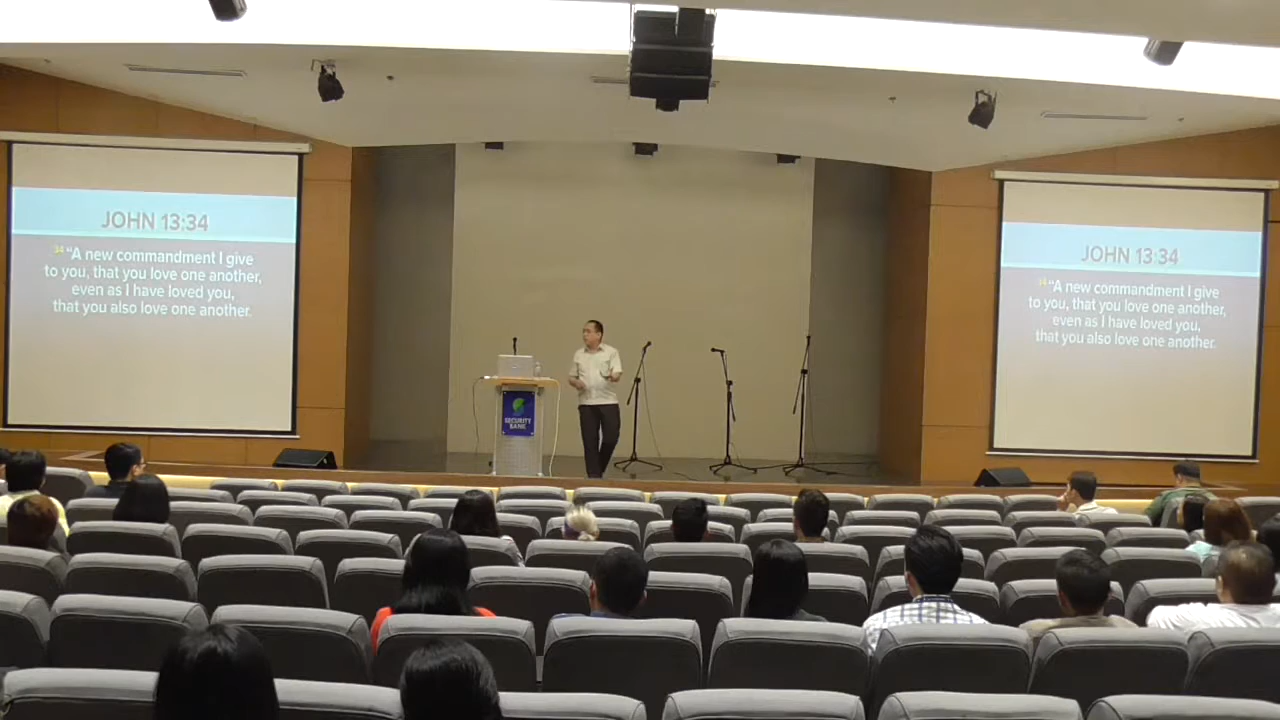 JOHN 13:34
34 "A new commandment I give
to you, that you love one another,
even as I have loved you,
that you also love one another.
SECURITY
BANK
JOHN 13:34
34 "A new commandment I give
to you, that you love one another,
even as I have loved you,
that you also love one another.